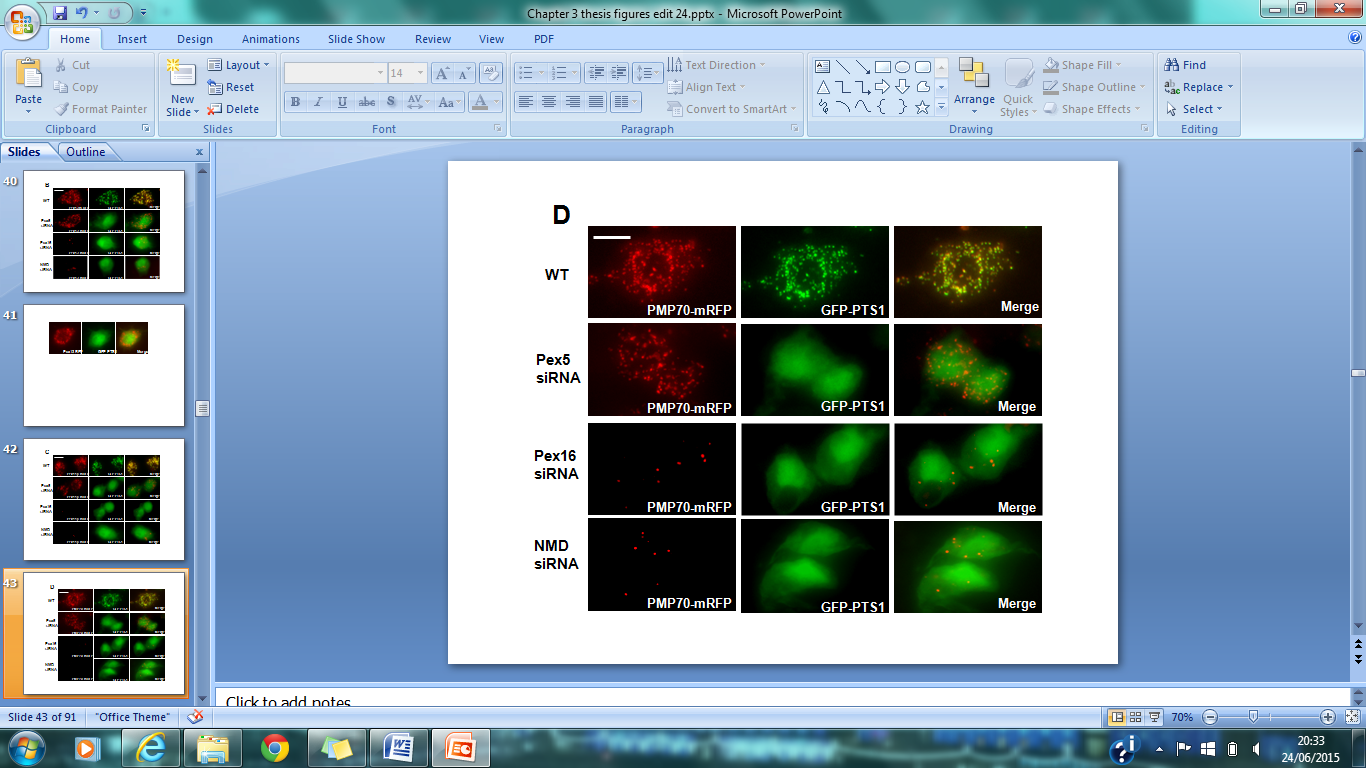 Chapter 3 thesis figures edit 24.pptx - Microsoft PowerPoint
Home Insert Design Animations Slide Show Review View PDF
Paste
Cut
Copy
Format Painter
Clipboard
New
Slide
Layout
Reset
Delete
Slides
14
Font
Paragraph
Text Direction
Align Text
Convert to SmartArt
Arrange
Quick
Styles
Shape Fill
Shape Outline
Shape Effects
Drawing
Find
Replace
Select
Editing
Slides Outline x
40
B
WT
41
42
C
WT
43
D
WT
D
WT
PMP70-mRFP GFP-PTS1 Merge
Pex5
siRNA
PMP70-mRFP GFP-PTS1 Merge
Pex16
siRNA
PMP70-mRFP GFP-PTS1 Merge
NMD
siRNA
PMP70-mRFP GFP-PTS1 Merge
Click to add notes
Slide 43 of 91 "Office Theme" 70%
20:33
24/06/2015